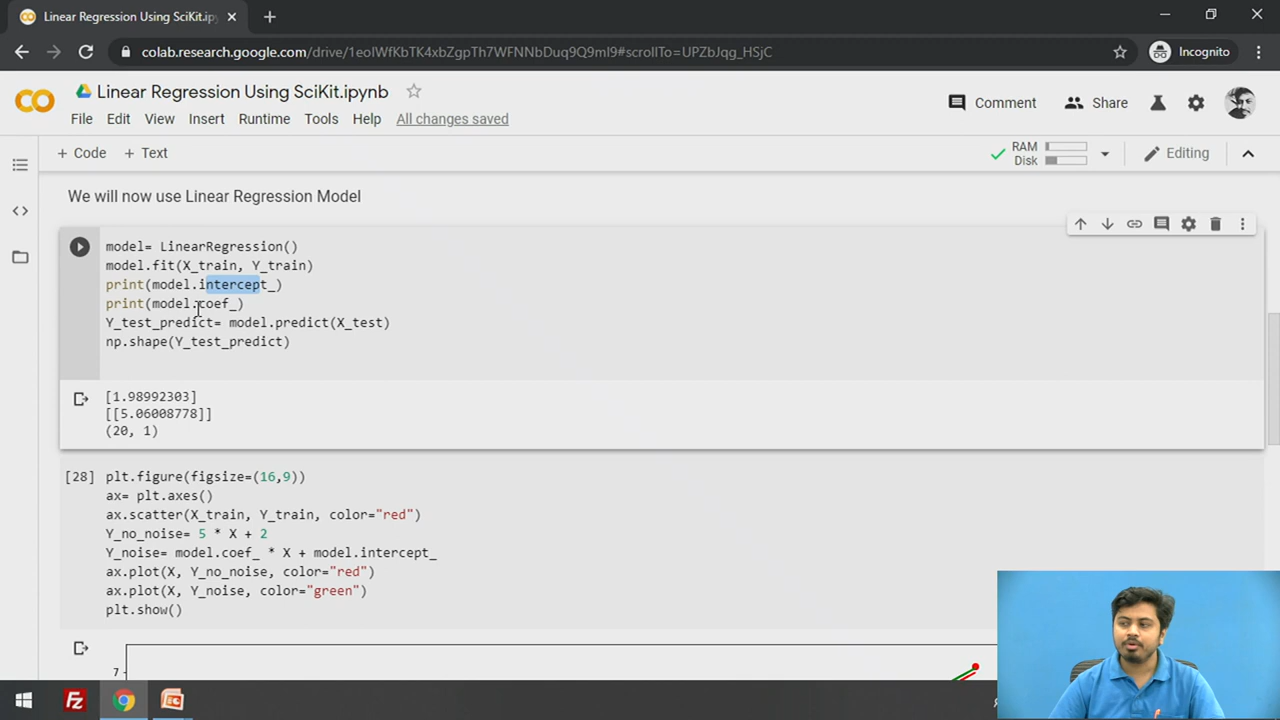 Linear Regression Using SciKit.ipy
colab.research.google.com/drive/1eolWfKbTK4xbZgpTh7WFNNbDuq9Q9ml9#scrollTo=UPZbJqg_HSjC
Incognito
Linear Regression Using SciKit.ipynb
Comment
Share
File Edit View Insert Runtime Tools Help All changes saved
+ Code + Text
RAM
Disk
Editing
We will now use Linear Regression Model
model= LinearRegression()
model.fit(X_train, Y_train)
print(model.intercept_)
print(model.coef_)
Y_test_predict= model.predict(X_test)
np.shape(Y_test_predict)
[1.98992303]
[[5.06008778]]
(20, 1)
[28] plt.figure(figsize=(16,9))
ax= plt.axes()
ax.scatter(X_train, Y_train, color="red")
Y_no_noise= 5 * X + 2
Y_noise= model.coef_ * X + model.intercept_
ax.plot(X, Y_no_noise, color="red")
ax.plot(X, Y_noise, color="green")
plt.show()
7